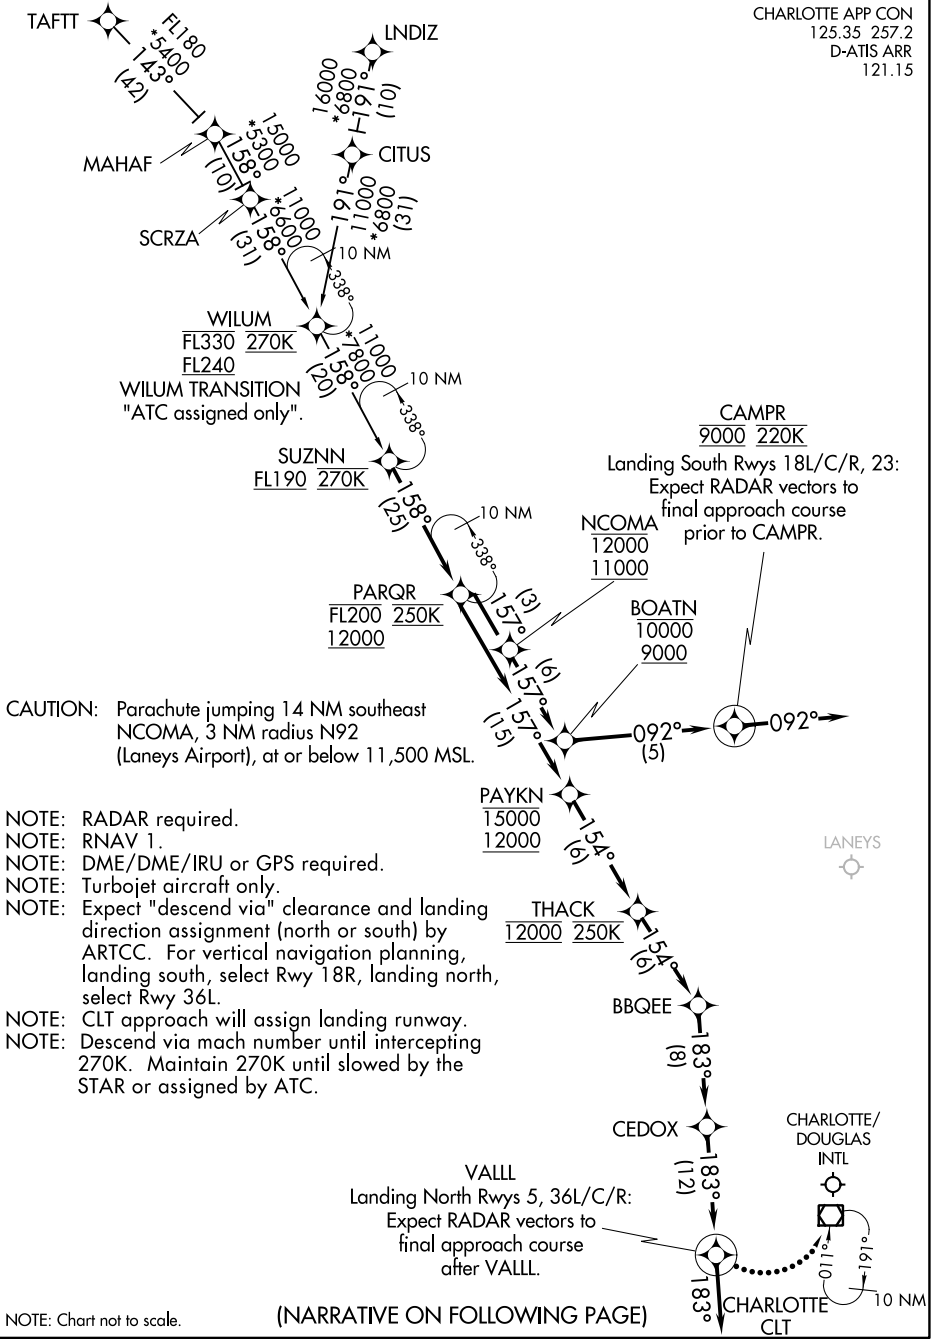 CHARLOTTE APP CON
125.35 257.2
D-ATIS ARR
121.15
TAFTT
FL180
*5400
143°
(42)
LNDIZ
16000
*6800
191°
(10)
MAHAF
15000
*5300
158°
(10)
CITUS
191°
11000
*6800
(31)
SCRZA
11000
*6600
158°
(31)
10 NM
338°
WILUM
FL330 270K
FL240
WILUM TRANSITION
"ATC assigned only".
11000
*7800
158°
(20)
10 NM
338°
SUZNN
FL190 270K
158°
(25)
10 NM
338°
CAMPR
9000 220K
Landing South Rwys 18L/C/R, 23:
Expect RADAR vectors to
final approach course
prior to CAMPR.
NCOMA
12000
11000
PARQR
FL200 250K
12000
(3)
157°
BOATN
10000
9000
(6)
157°
157°
(15)
092°
(5)
092°
CAUTION: Parachute jumping 14 NM southeast
NCOMA, 3 NM radius N92
(Laneys Airport), at or below 11,500 MSL.
PAYKN
15000
12000
154°
(6)
LANEYS
NOTE: RADAR required.
NOTE: RNAV 1.
NOTE: DME/DME/IRU or GPS required.
NOTE: Turbojet aircraft only.
NOTE: Expect "descend via" clearance and landing
direction assignment (north or south) by
ARTCC. For vertical navigation planning,
landing south, select Rwy 18R, landing north,
select Rwy 36L.
NOTE: CLT approach will assign landing runway.
NOTE: Descend via mach number until intercepting
270K. Maintain 270K until slowed by the
STAR or assigned by ATC.
THACK
12000 250K
154°
(6)
BBQEE
183°
(8)
CEDOX
183°
(12)
CHARLOTTE/
DOUGLAS
INTL
VALLL
Landing North Rwys 5, 36L/C/R:
Expect RADAR vectors to
final approach course
after VALLL.
183°
011°
191°
10 NM
CHARLOTTE
CLT
NOTE: Chart not to scale.
(NARRATIVE ON FOLLOWING PAGE)